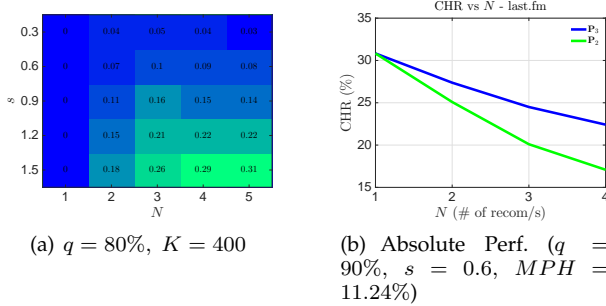 CHR vs N - last.fm
0.3 0 0.04 0.05 0.04
0.6 0 0.07 0.1 0.09 0.08
0.9 0 0.11 0.16 0.15 0.14
1.2 0 0.15 0.21 0.22 0.22
1.5 0 0.18 0.26 0.29 0.31
s
1 2 3 4 5
N
35
30
25
20
15
CHR (%)
P3
P2
1 2 3 4
N (# of recom/s)
(a) q = 80%, K = 400
(b) Absolute Perf. (q =
90%, s = 0.6, MPH =
11.24%)